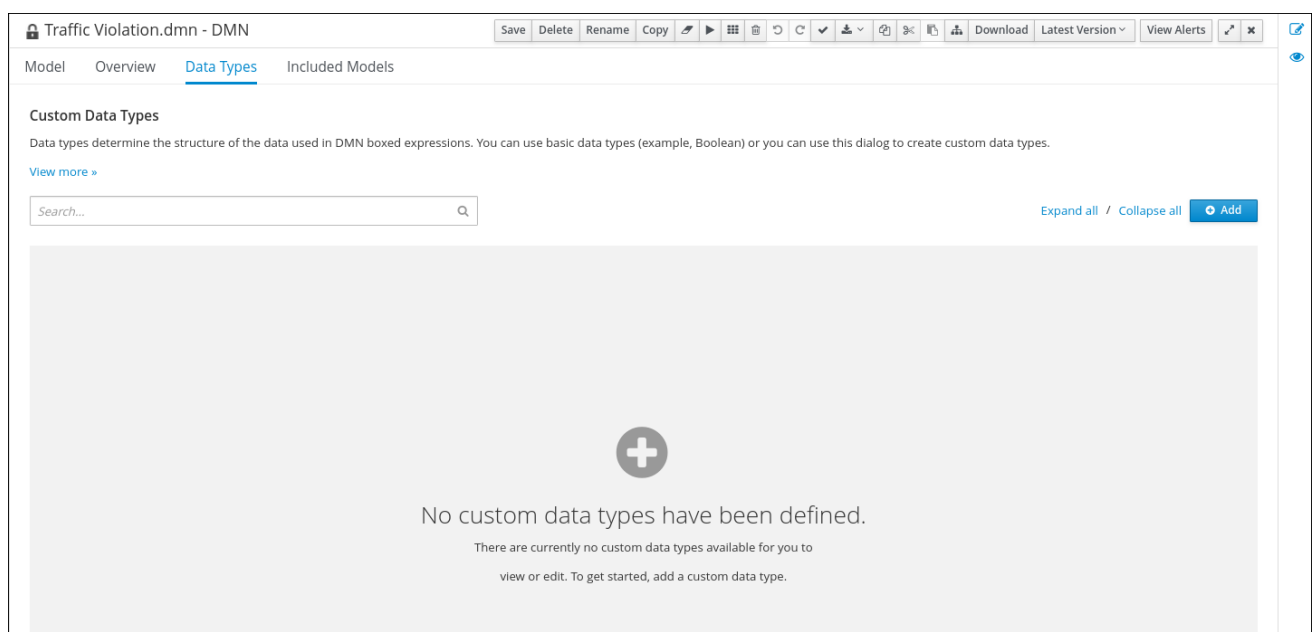 Traffic Violation.dmn - DMN
Save Delete Rename Copy Download Latest Version View Alerts
Model Overview Data Types Included Models
Custom Data Types
Data types determine the structure of the data used in DMN boxed expressions. You can use basic data types (example, Boolean) or you can use this dialog to create custom data types.
View more »
Search...
Expand all / Collapse all Add
No custom data types have been defined.
There are currently no custom data types available for you to
view or edit. To get started, add a custom data type.